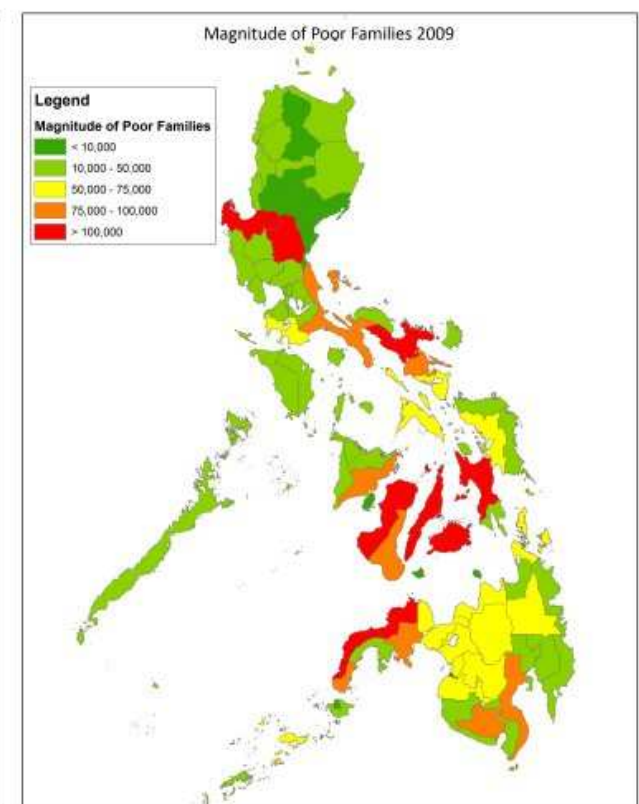 Magnitude of Poor Families 2009
Legend
Magnitude of Poor Families
< 10,000
10,000 - 50,000
50,000 - 75,000
75,000 - 100,000
> 100,000